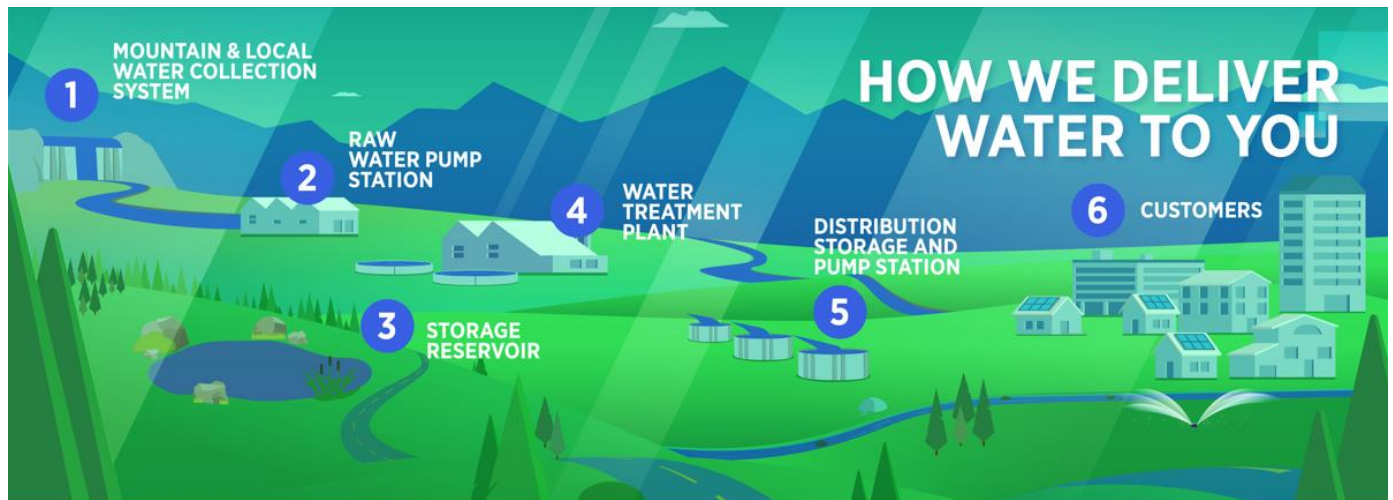 HOW WE DELIVER
WATER TO YOU
1
MOUNTAIN & LOCAL
WATER COLLECTION
SYSTEM
2
RAW
WATER PUMP
STATION
3
STORAGE
RESERVOIR
4
WATER
TREATMENT
PLANT
5
DISTRIBUTION
STORAGE AND
PUMP STATION
6
CUSTOMERS